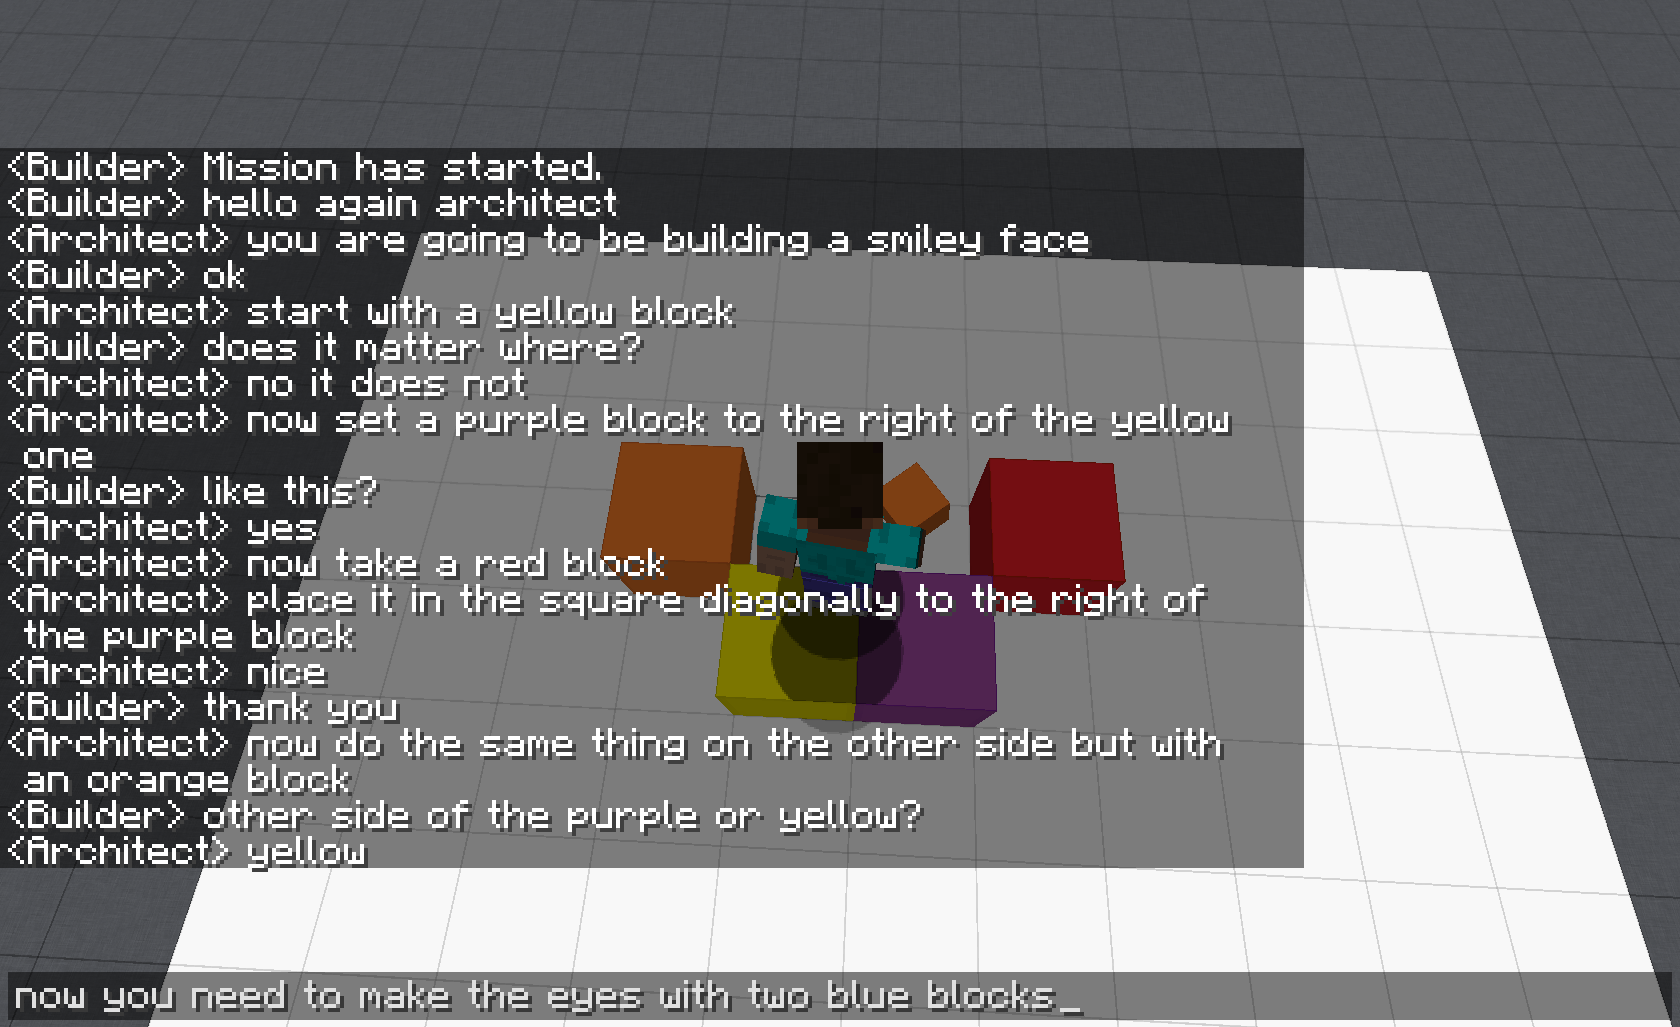 <Builder> Mission has started.
<Builder> hello again architect
<Architect> you are going to be building a smiley face
<Builder> ok
<Architect> start with a yellow block
<Builder> does it matter where?
<Architect> no it does not
<Architect> now set a purple block to the right of the yellow
one
<Builder> like this?
<Architect> yes
<Architect> now take a red block
<Architect> place it in the square diagonally to the right of
the purple block
<Architect> nice
<Builder> thank you
<Architect> now do the same thing on the other side but with
an orange block
<Builder> other side of the purple or yellow?
<Architect> yellow
now you need to make the eyes with two blue blocks_